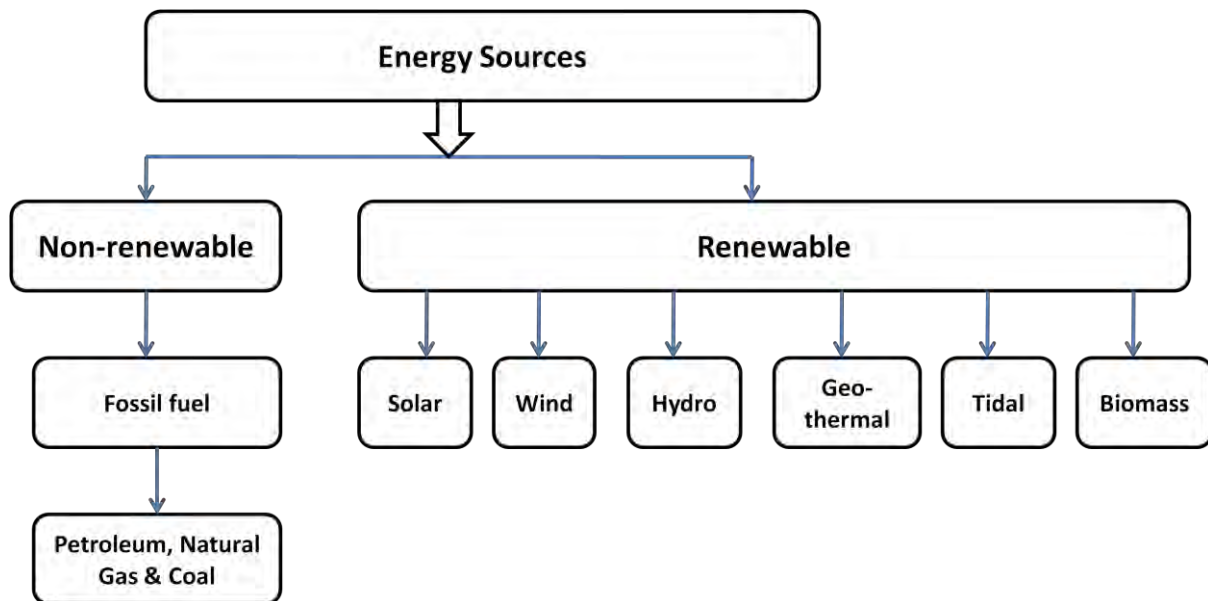 Energy Sources
Non-renewable
Renewable
Fossil fuel
Solar
Wind
Hydro
Geo-
thermal
Tidal
Biomass
Petroleum, Natural
Gas & Coal